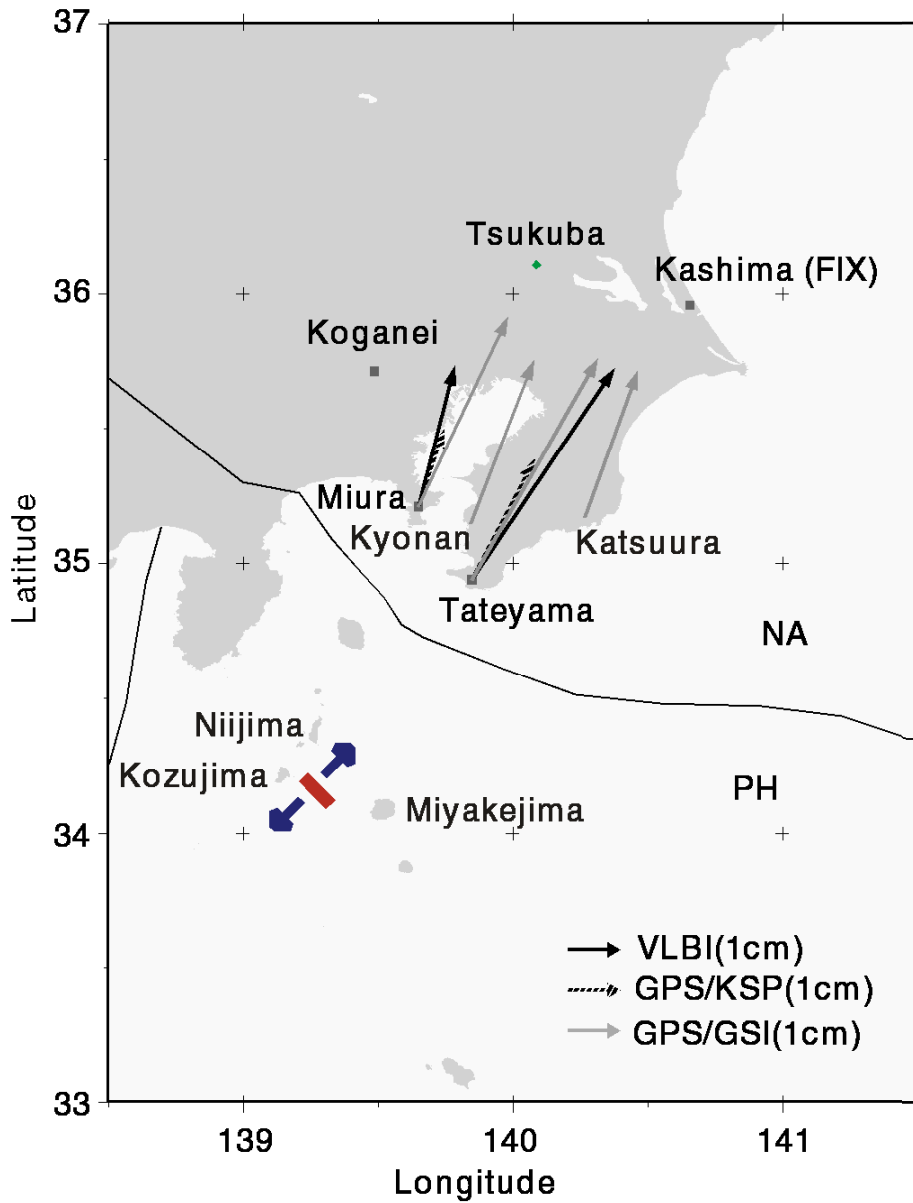 37
Tsukuba
Kashima (FIX)
36
Koganei
Miura
Kyonan
Katsuura
35
Tateyama
Latitude
NA
Niijima
Kozujima
PH
Miyakejima
34
VLBI(1cm)
GPS/KSP(1cm)
GPS/GSI(1cm)
33
139
140
141
Longitude